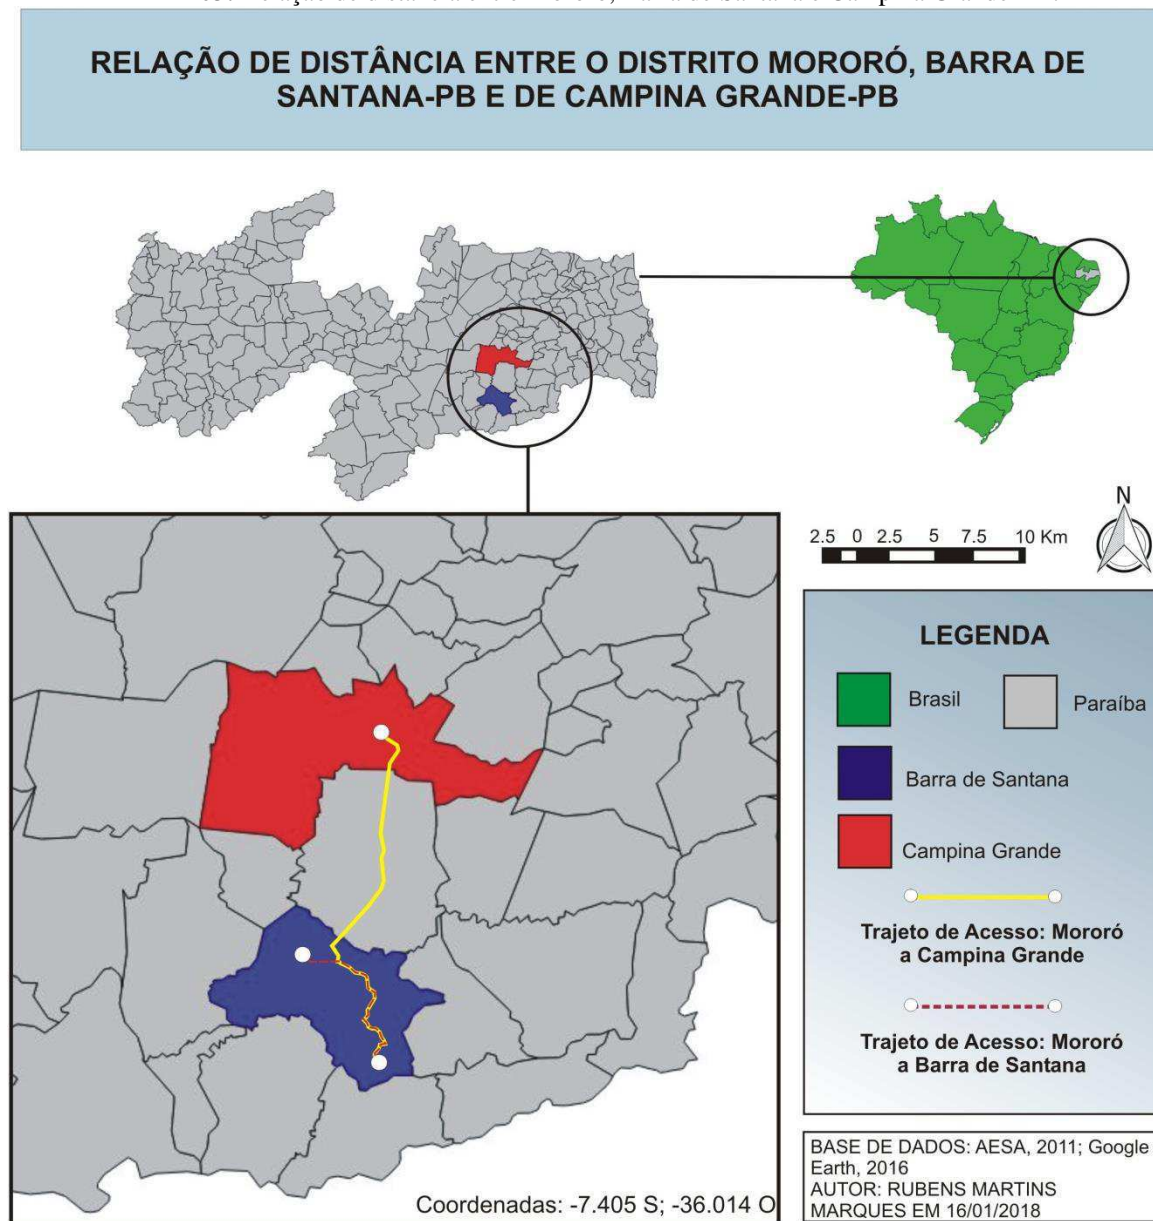 RELAÇÃO DE DISTÂNCIA ENTRE O DISTRITO MORORÓ, BARRA DE
SANTANA-PB E DE CAMPINA GRANDE-PB
N
2.5 0 2.5 5 7.5 10 Km
LEGENDA
Brasil Paraíba
Barra de Santana
Campina Grande
Trajeto de Acesso: Mororó
a Campina Grande
Trajeto de Acesso: Mororó
a Barra de Santana
BASE DE DADOS: AESA, 2011; Google
Earth, 2016
AUTOR: RUBENS MARTINS
MARQUES EM 16/01/2018
Coordenadas: -7.405 S; -36.014 O